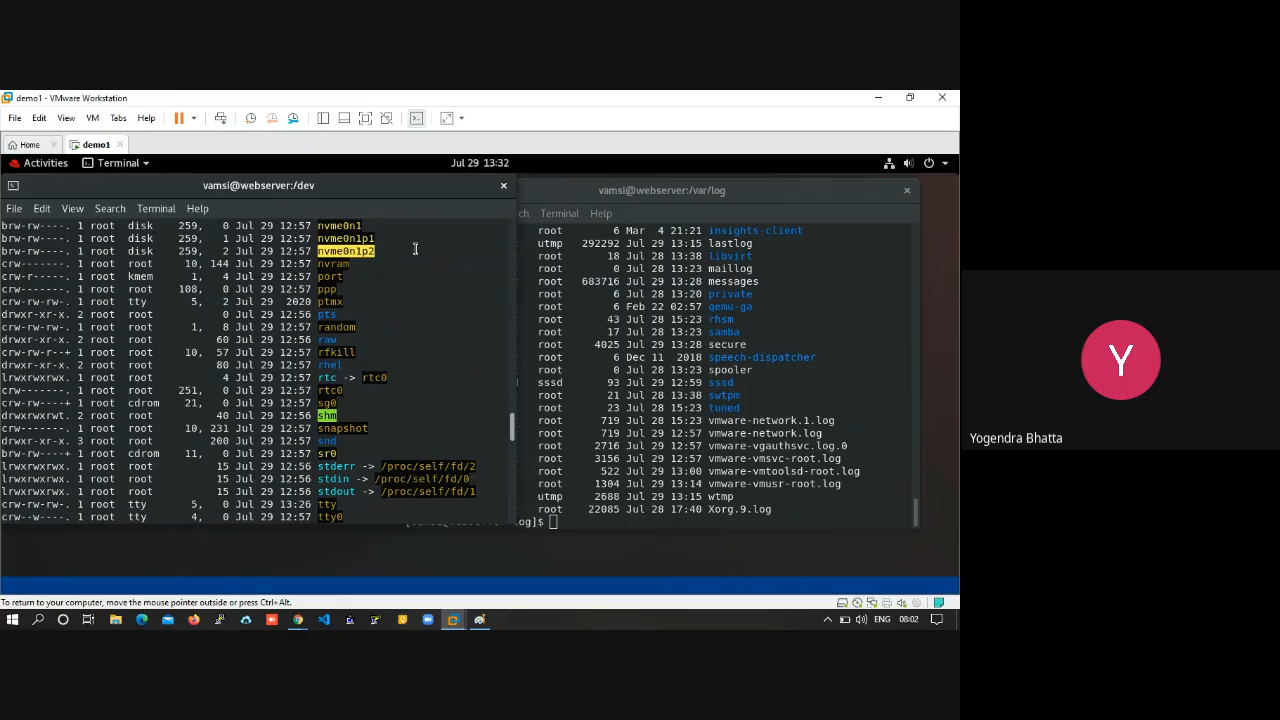 demo1 - VMware Workstation
File Edit View VM Tabs Help
Home demo1
Activities Terminal Jul 29 13:32
vamsi@webserver:/dev
File Edit View Search Terminal Help
brw-rw----. 1 root disk 259, 0 Jul 29 12:57 nvme0n1
brw-rw----. 1 root disk 259, 1 Jul 29 12:57 nvme0n1p1
brw-rw----. 1 root disk 259, 2 Jul 29 12:57 nvme0n1p2
crw-------. 1 root root 10, 144 Jul 29 12:57 nvram
crw-r-----. 1 root kmem 1, 4 Jul 29 12:57 port
crw-------. 1 root root 108, 0 Jul 29 12:57 ppp
crw-rw-rw-. 1 root tty 5, 2 Jul 29 2020 ptmx
drwxr-xr-x. 2 root root 0 Jul 29 12:56 pts
crw-rw-rw-. 1 root root 1, 8 Jul 29 12:57 random
drwxr-xr-x. 2 root root 60 Jul 29 12:56 raw
crw-rw-r--+ 1 root root 10, 57 Jul 29 12:57 rfkill
drwxr-xr-x. 2 root root 80 Jul 29 12:57 rhel
lrwxrwxrwx. 1 root root 4 Jul 29 12:57 rtc -> rtc0
crw-------. 1 root root 251, 0 Jul 29 12:57 rtc0
crw-rw----+ 1 root cdrom 21, 0 Jul 29 12:57 sg0
drwxrwxrwt. 2 root root 40 Jul 29 12:56 shm
crw-------. 1 root root 10, 231 Jul 29 12:57 snapshot
drwxr-xr-x. 3 root root 200 Jul 29 12:57 snd
brw-rw----+ 1 root cdrom 11, 0 Jul 29 12:57 sr0
lrwxrwxrwx. 1 root root 15 Jul 29 12:56 stderr -> /proc/self/fd/2
lrwxrwxrwx. 1 root root 15 Jul 29 12:56 stdin -> /proc/self/fd/0
lrwxrwxrwx. 1 root root 15 Jul 29 12:56 stdout -> /proc/self/fd/1
crw-rw-rw-. 1 root tty 5, 0 Jul 29 13:26 tty
crw--w----. 1 root tty 4, 0 Jul 29 12:57 tty0
vamsi@webserver:/var/log
ch Terminal Help
root 6 Mar 4 21:21 insights-client
utmp 292292 Jul 29 13:15 lastlog
root 18 Jul 28 13:38 libvirt
root 0 Jul 28 13:23 maillog
root 683716 Jul 29 13:28 messages
root 6 Jul 28 13:20 private
root 6 Feb 22 02:57 qemu-ga
root 43 Jul 28 15:23 rhsm
root 17 Jul 28 13:23 samba
root 4025 Jul 29 13:28 secure
root 6 Dec 11 2018 speech-dispatcher
root 0 Jul 28 13:23 spooler
sssd 93 Jul 29 12:59 sssd
root 21 Jul 28 13:38 swtpm
root 23 Jul 28 15:23 tuned
root 719 Jul 28 15:23 vmware-network.1.log
root 719 Jul 29 12:57 vmware-network.log
root 2716 Jul 29 12:57 vmware-vgauthsvc.log.0
root 3156 Jul 29 12:57 vmware-vmsvc-root.log
root 522 Jul 29 13:00 vmware-vmtoolsd-root.log
root 1304 Jul 29 13:14 vmware-vmusr-root.log
utmp 2688 Jul 29 13:15 wtmp
root 22085 Jul 28 17:40 Xorg.9.log
[vamsi@webserver log]$
To return to your computer, move the mouse pointer outside or press Ctrl+Alt.
ENG 08:02
Y
Yogendra Bhatta